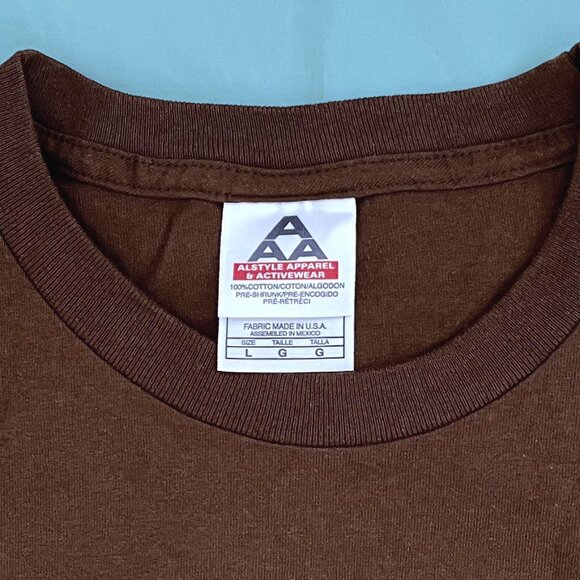 A
A A
ALSTYLE APPAREL
& ACTIVEWEAR
100%COTTON/COTON/ALGODON
PRE-SHRUNK/PRE-ENCOGIDO
PRÉ-RÉTRÉCI
FABRIC MADE IN U.S.A.
ASSEMBLED IN MEXICO
SIZE TAILLE TALLA
L G G